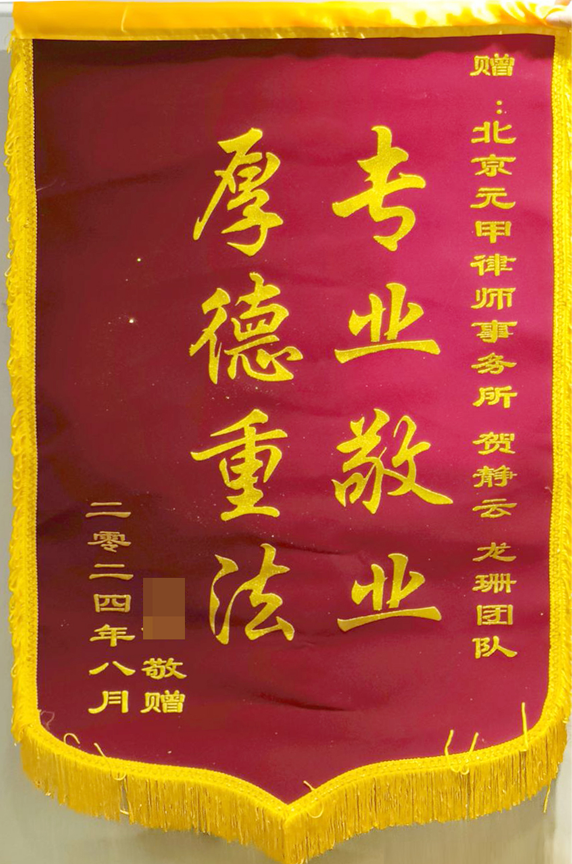 赠：北京元甲律师事务所 贺静云 龙珊团队
专业敬业
厚德重法
敬赠
二零二四年八月